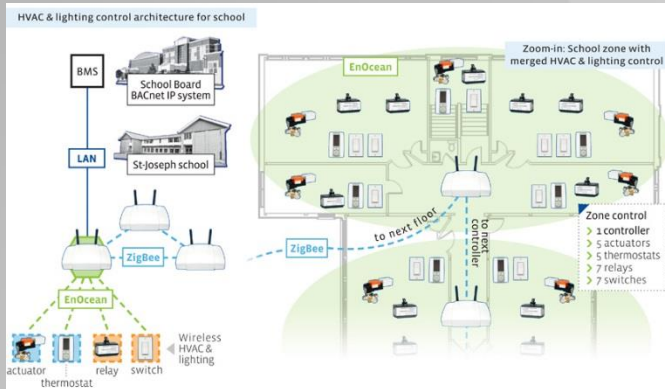 HVAC & lighting control architecture for school
BMS
School Board
BACnet IP system
LAN
St-Joseph school
ZigBee
EnOcean
actuator
thermostat
relay
switch
Wireless
HVAC &
lighting
Zoom-in: School zone with
merged HVAC & lighting control
EnOcean
to next floor
ZigBee
to next
controller
Zone control
> 1 controller
> 5 actuators
> 5 thermostats
> 7 relays
> 7 switches